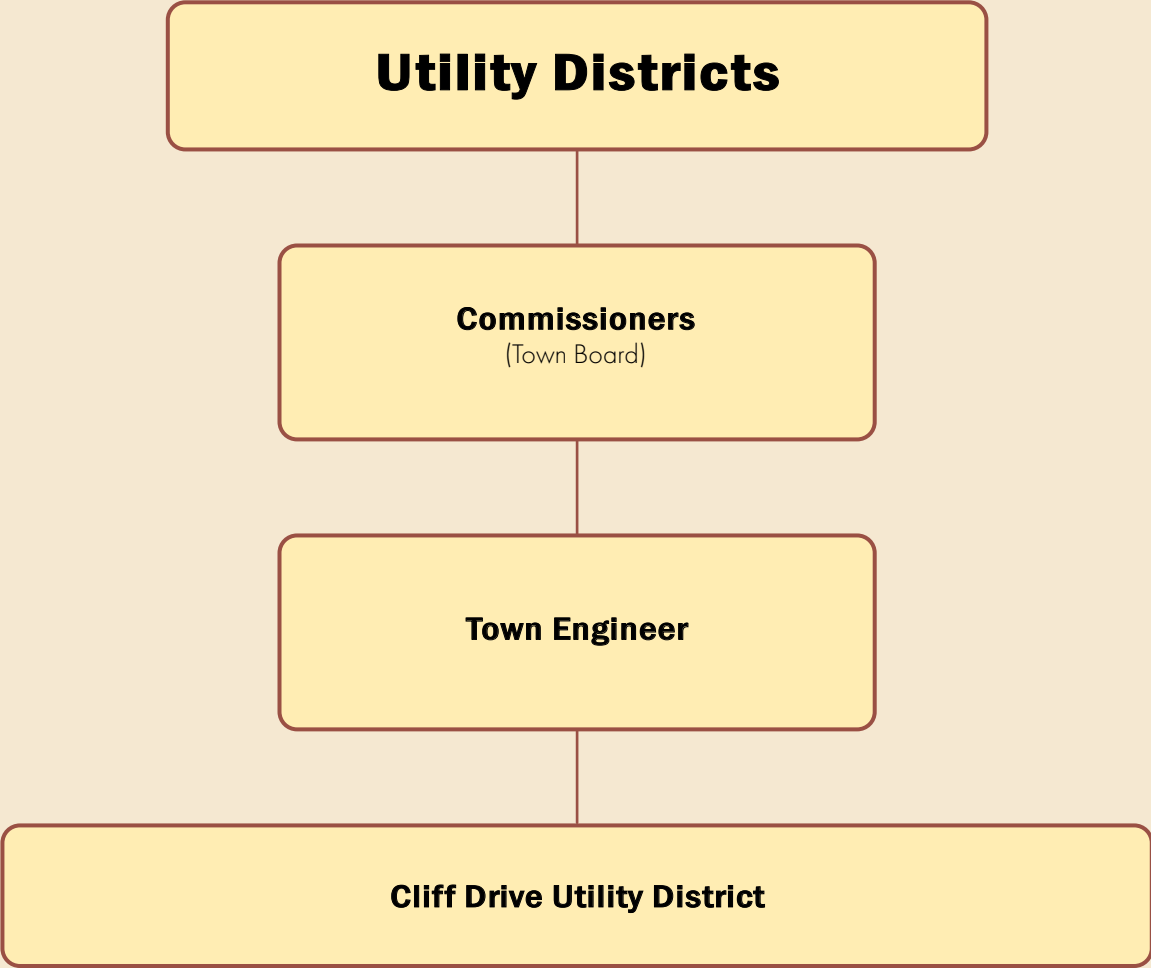 Utility Districts
Commissioners
(Town Board)
Town Engineer
Cliff Drive Utility District